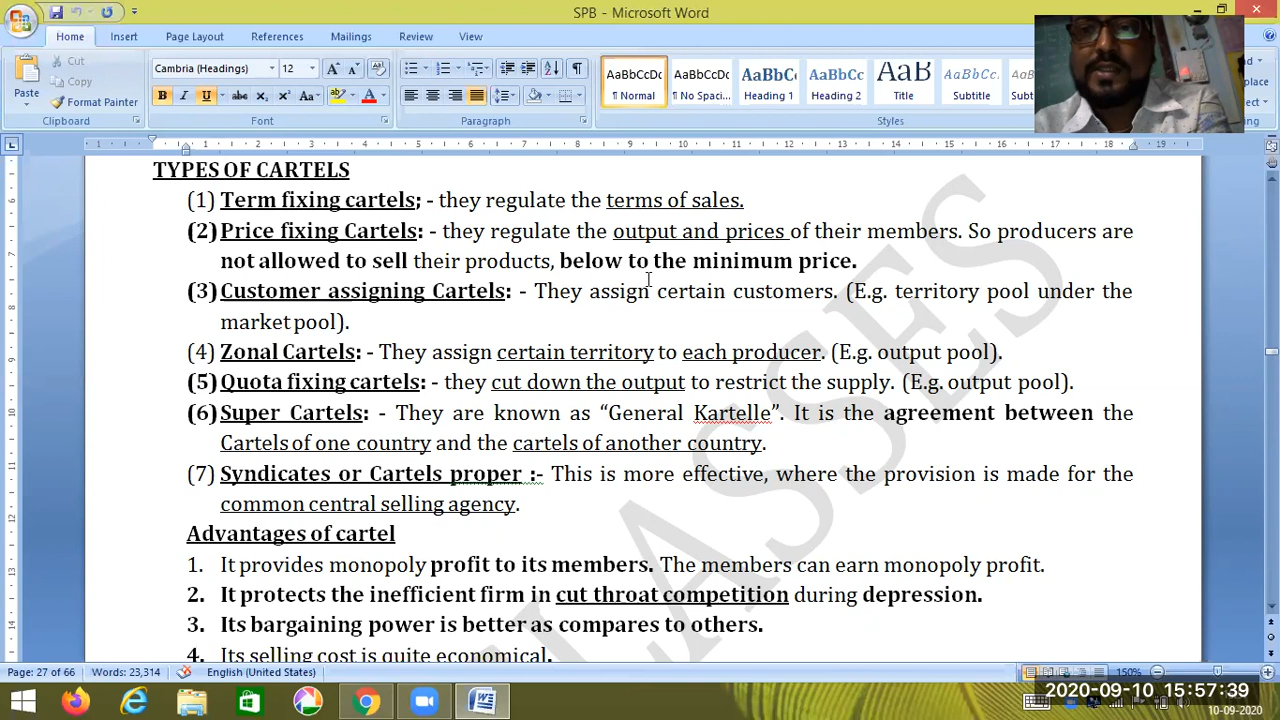 SPB - Microsoft Word
Home Insert Page Layout References Mailings Review View
Paste
Cut
Copy
Format Painter
Clipboard
Cambria (Headings) 12
Font
Paragraph
AaBbCcDc AaBbCcDc AaBbC AaBbCc AaB AaBbCc
¶ Normal ¶ No Spaci... Heading 1 Heading 2 Title Subtitle
Styles
TYPES OF CARTELS
(1) Term fixing cartels; - they regulate the terms of sales.
(2) Price fixing Cartels: - they regulate the output and prices of their members. So producers are
not allowed to sell their products, below to the minimum price.
(3) Customer assigning Cartels: - They assign certain customers. (E.g. territory pool under the
market pool).
(4) Zonal Cartels: - They assign certain territory to each producer. (E.g. output pool).
(5) Quota fixing cartels: - they cut down the output to restrict the supply. (E.g. output pool).
(6) Super Cartels: - They are known as “General Kartelle”. It is the agreement between the
Cartels of one country and the cartels of another country.
(7) Syndicates or Cartels proper :- This is more effective, where the provision is made for the
common central selling agency.
Advantages of cartel
1. It provides monopoly profit to its members. The members can earn monopoly profit.
2. It protects the inefficient firm in cut throat competition during depression.
3. Its bargaining power is better as compares to others.
4. Its selling cost is quite economical.
LASSES
Page: 27 of 66 Words: 23,314 English (United States) 150%
2020-09-10 15:57:39
10-09-2020